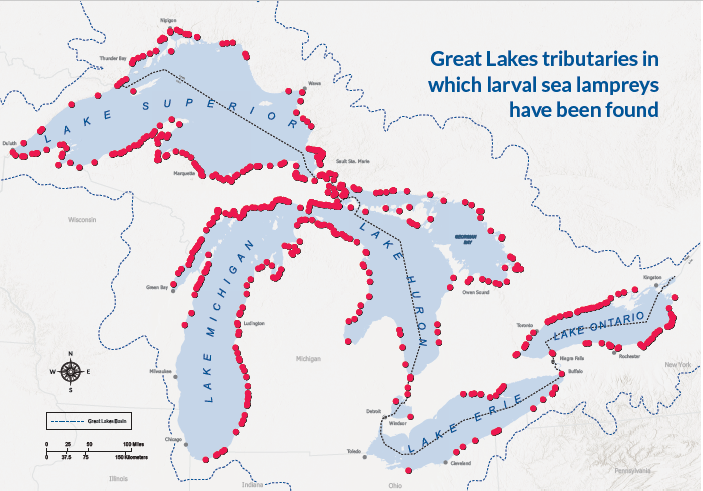 Great Lakes tributaries in
which larval sea lampreys
have been found
Nipigon
Thunder Bay
Wawa
LAKE SUPERIOR
Duluth
Marquette
Sault Ste. Marie
Wisconsin
GEORGIAN
BAY
LAKE HURON
LAKE MICHIGAN
Green Bay
Owen Sound
Kingston
Ludington
Toronto
LAKE ONTARIO
Niagara Falls
Rochester
Michigan
New York
Buffalo
N
W E
S
Milwaukee
LAKE ERIE
Detroit
Windsor
Great Lakes Basin
Chicago
Toledo
Cleveland
0 25 50 100 Miles
0 37.5 75 150 Kilometers
Pennsylvania
Illinois
Indiana
Ohio